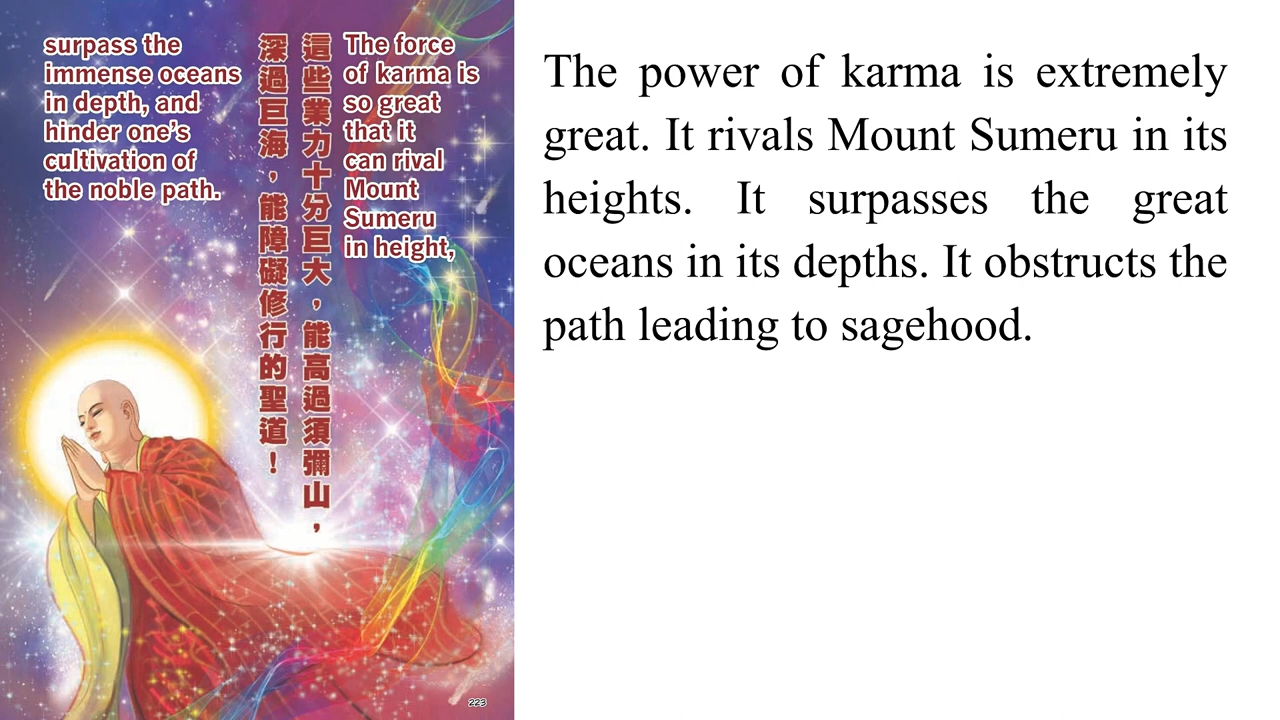 The force
of karma is
so great
that it
can rival
Mount
Sumeru
in height,
這些業力十分巨大，能高過須彌山，
深過巨海，能障礙修行的聖道！
surpass the
immense oceans
in depth, and
hinder one’s
cultivation of
the noble path.
223
The power of karma is extremely
great. It rivals Mount Sumeru in its
heights. It surpasses the great
oceans in its depths. It obstructs the
path leading to sagehood.